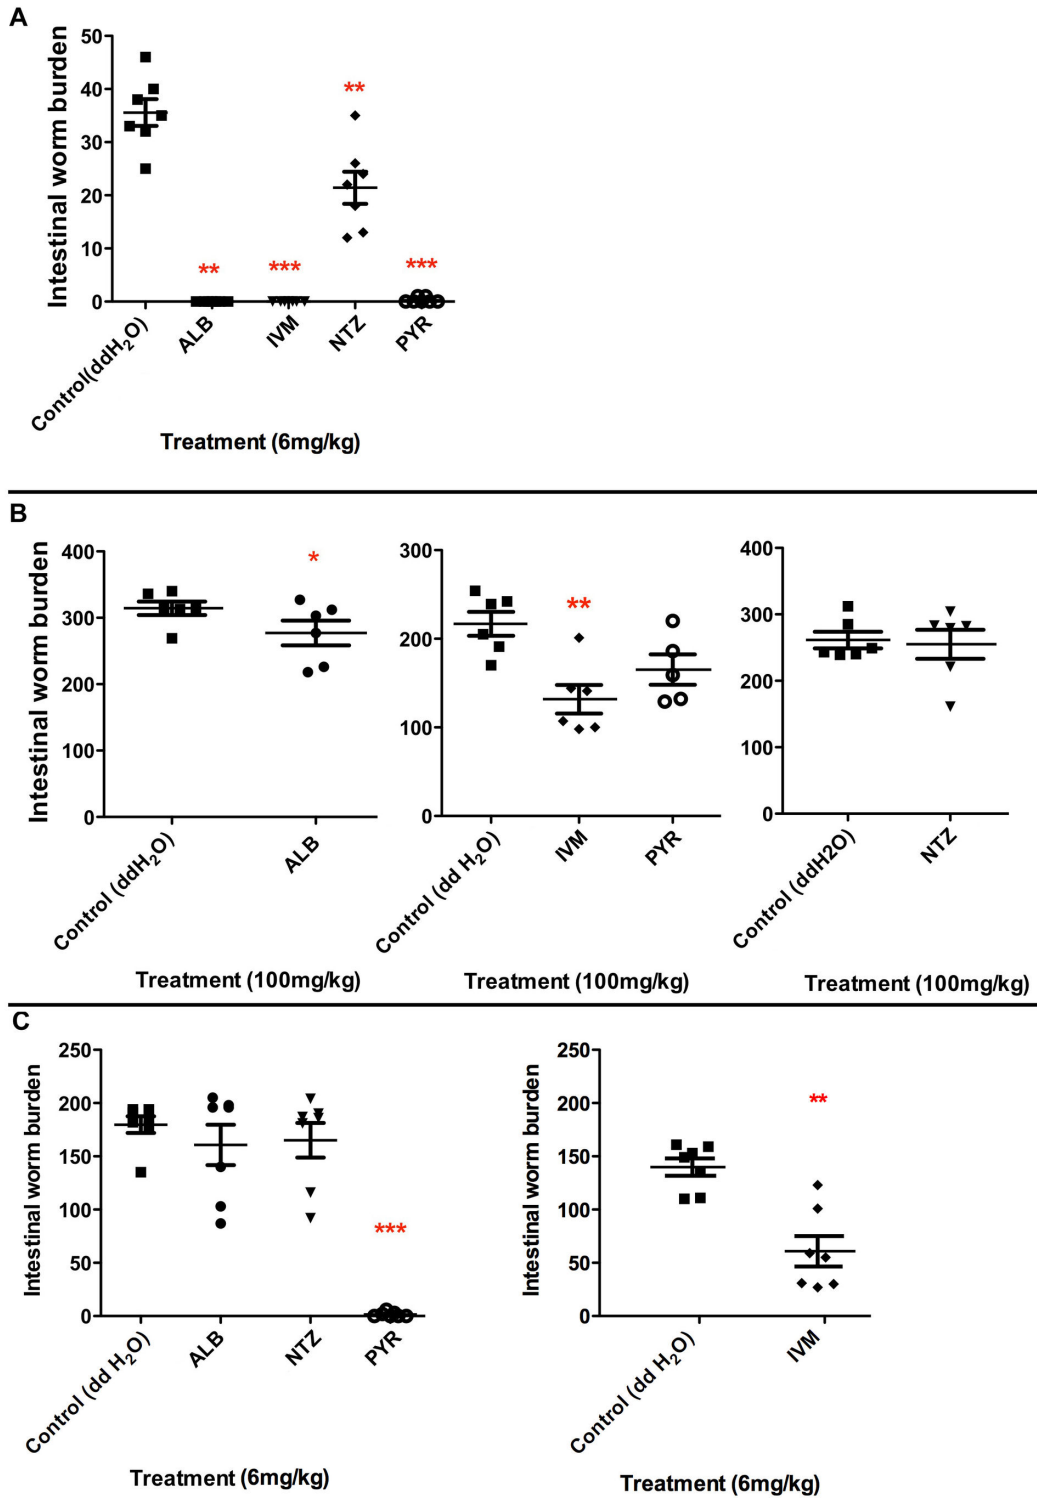 A
Intestinal worm burden
50
40
30
20
10
0
**
***
**
***
Control(ddH₂O)
ALB
IVM
NTZ
PYR
Treatment (6mg/kg)
B
Intestinal worm burden
400
300
200
100
0
*
Control (ddH₂O)
ALB
Treatment (100mg/kg)
300
200
100
0
**
Control (dd H₂O)
IVM
PYR
Treatment (100mg/kg)
400
300
200
100
0
Control (ddH2O)
NTZ
Treatment (100mg/kg)
C
Intestinal worm burden
250
200
150
100
50
0
***
Control (dd H₂O)
ALB
NTZ
PYR
Treatment (6mg/kg)
Intestinal worm burden
250
200
150
100
50
0
**
Control (dd H₂O)
IVM
Treatment (6mg/kg)